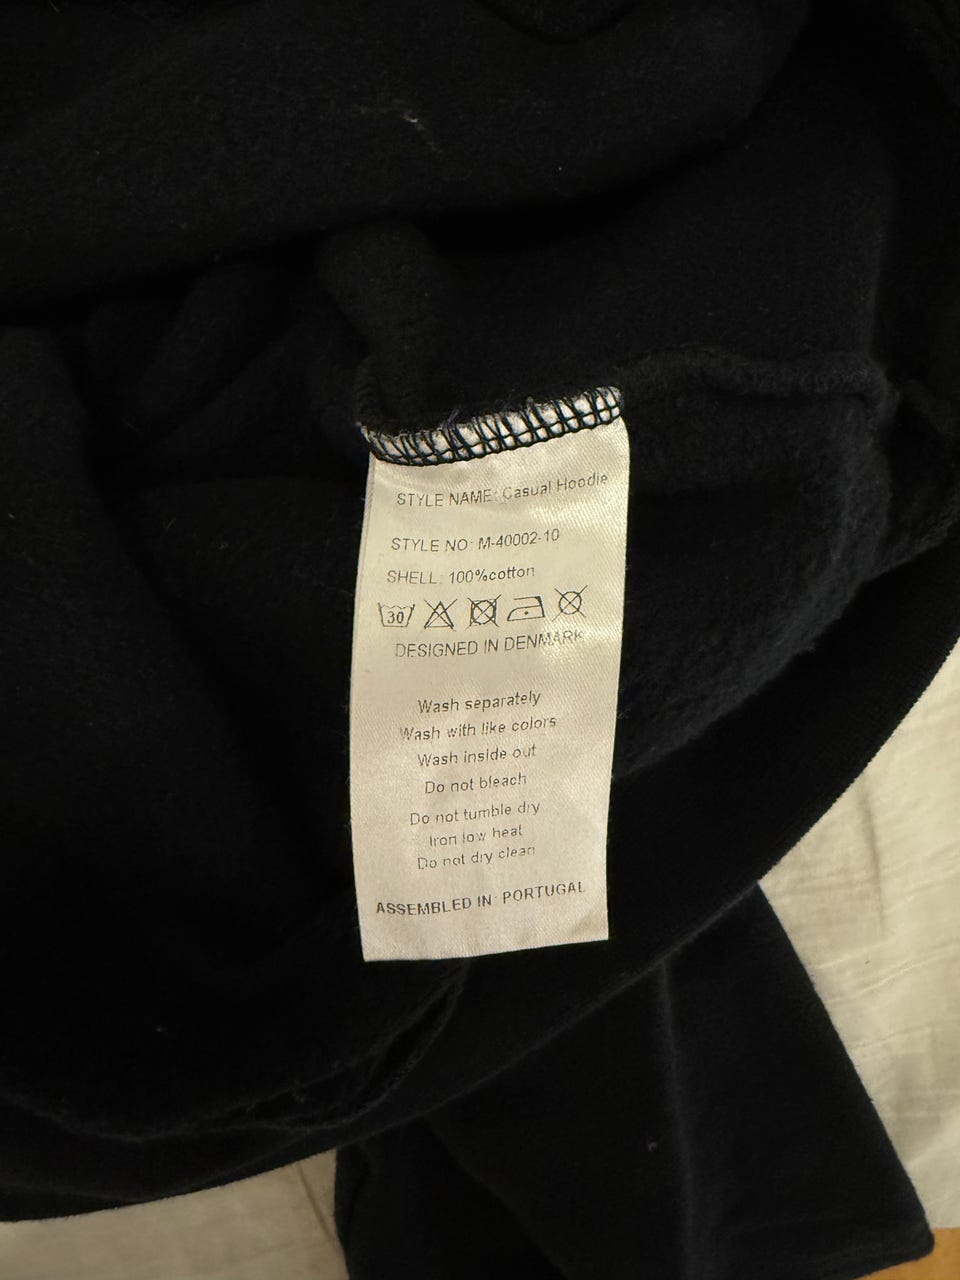 STYLE NAME: Casual Hoodie
STYLE NO: M-40002-10
SHELL: 100%cotton
30
DESIGNED IN DENMARK
Wash separately
Wash with like colors
Wash inside out
Do not bleach
Do not tumble dry
Iron low heat
Do not dry clean
ASSEMBLED IN: PORTUGAL